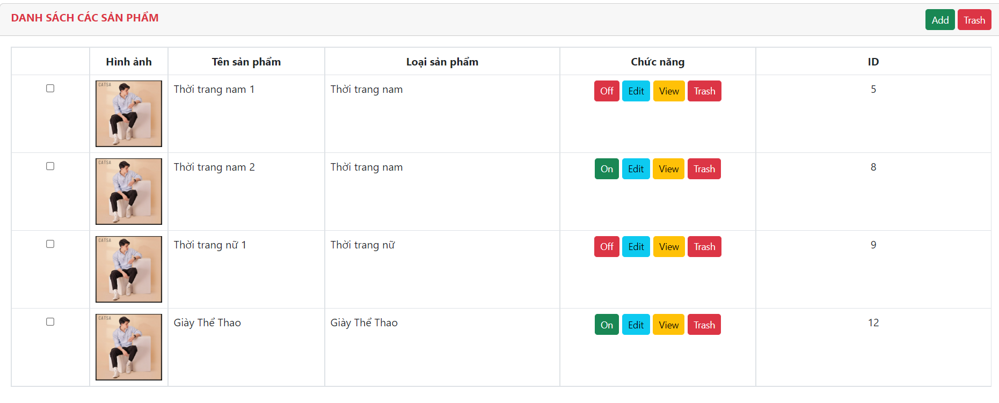 DANH SÁCH CÁC SẢN PHẨM
Add Trash
Hình ảnh Tên sản phẩm Loại sản phẩm Chức năng ID
CATSA
Thời trang nam 1 Thời trang nam Off Edit View Trash 5
CATSA
Thời trang nam 2 Thời trang nam On Edit View Trash 8
CATSA
Thời trang nữ 1 Thời trang nữ Off Edit View Trash 9
CATSA
Giày Thể Thao Giày Thể Thao On Edit View Trash 12